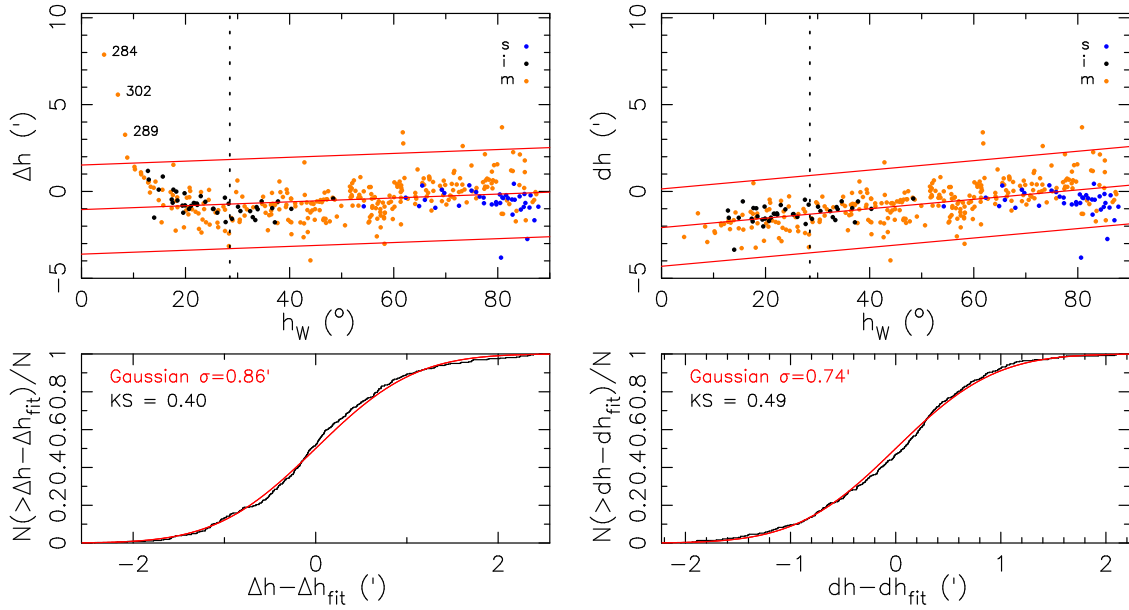 10
5
0
−5
Δh (')
284
302
289
s
i
m
0
20
40
60
80
h_W (°)
10
5
0
−5
dh (')
s
i
m
0
20
40
60
80
h_W (°)
N(>Δh−Δh_fit)/N
0
0.2
0.4
0.6
0.8
1
Gaussian σ=0.86'
KS = 0.40
−2
0
2
Δh−Δh_fit (')
N(>dh−dh_fit)/N
0
0.2
0.4
0.6
0.8
1
Gaussian σ=0.74'
KS = 0.49
−2
−1
0
1
2
dh−dh_fit (')